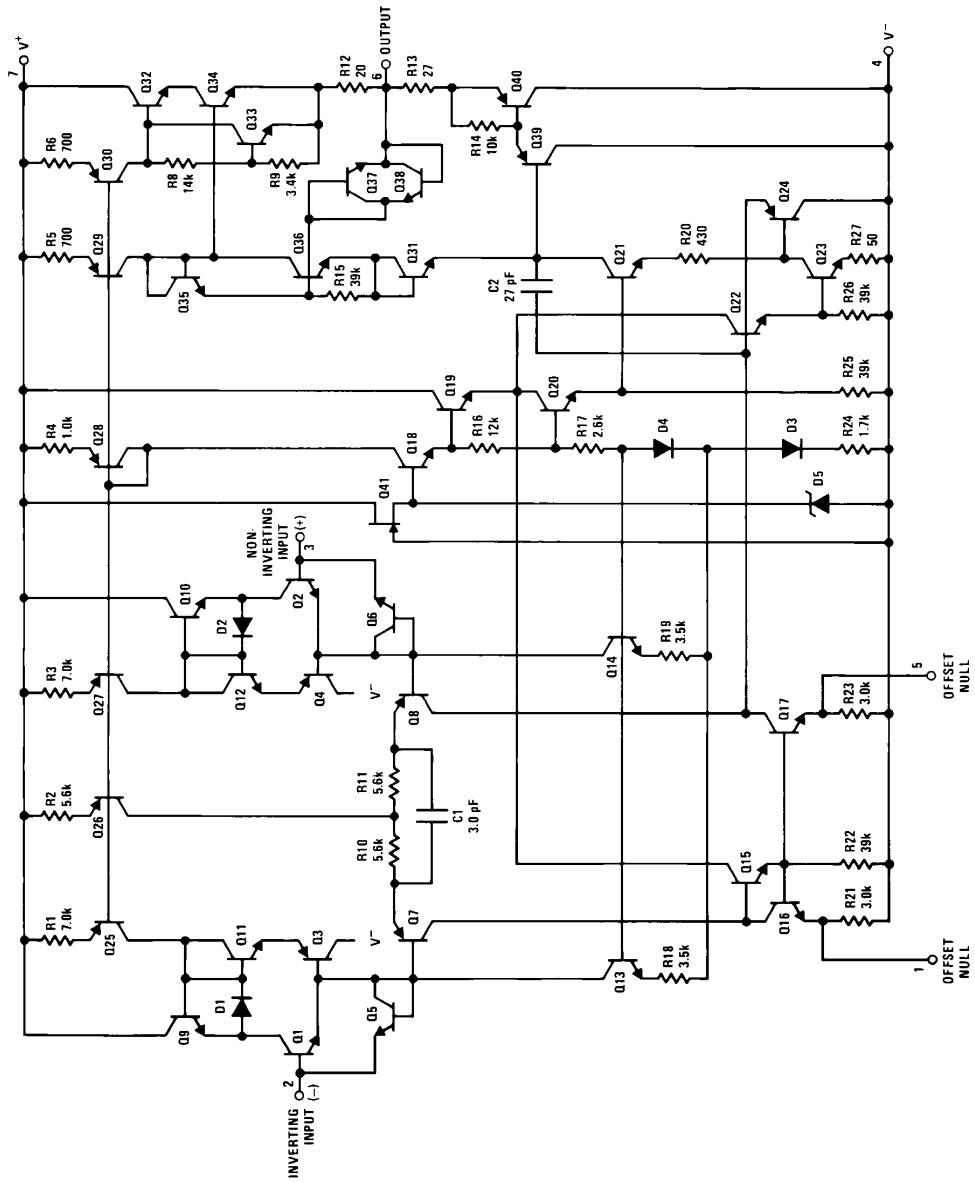 7
V+
R6
700
Q30
Q32
Q34
R8
14k
Q33
R9
3.4k
R12
20
6
OUTPUT
R13
27
R14
10k
Q40
Q39
4
V−
R5
700
Q29
Q35
Q36
R15
39k
Q37
Q38
Q31
C2
27 pF
Q21
R20
430
Q24
Q22
Q23
R27
50
R26
39k
R25
39k
R4
1.0k
Q28
Q19
Q18
R16
12k
Q20
R17
2.6k
D4
D3
R24
1.7k
D5
Q41
NON-
INVERTING
INPUT
(+)
3
Q10
D2
Q2
Q6
R3
7.0k
Q27
Q12
Q4
V−
Q8
Q14
R19
3.5k
Q17
R23
3.0k
5
OFFSET
NULL
R2
5.6k
Q26
R11
5.6k
R10
5.6k
C1
3.0 pF
R1
7.0k
Q25
Q9
D1
Q11
Q3
V−
Q1
Q5
Q7
Q13
R18
3.5k
Q15
Q16
R22
39k
R21
3.0k
1
OFFSET
NULL
2
INVERTING
INPUT
(−)